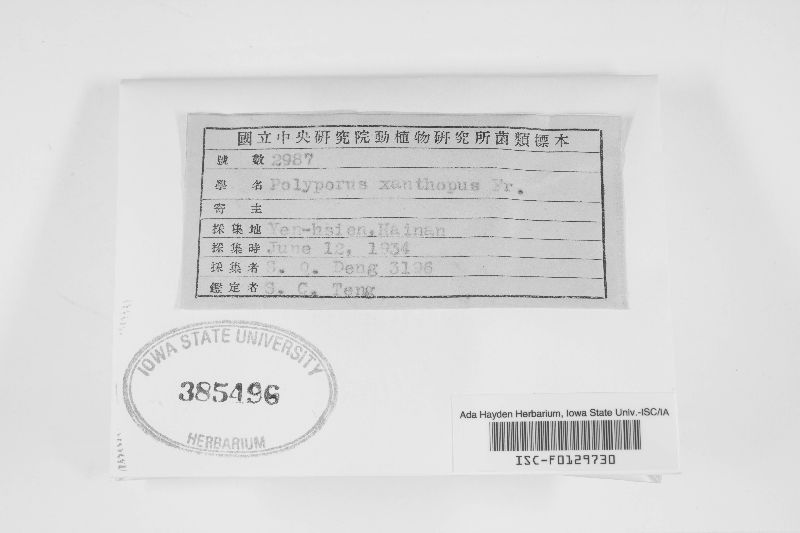 國立中央研究院動植物研究所菌類標本
號數 2987
學名 Polyporus xanthopus Fr.
寄主
採集地 Yen-hsien, Hainan
採集時 June 12, 1934
採集者 S. Q. Deng 3196
鑑定者 S. C. Teng
IOWA STATE UNIVERSITY
385496
HERBARIUM
Ada Hayden Herbarium, Iowa State Univ.-ISC/IA
ISC-F0129730